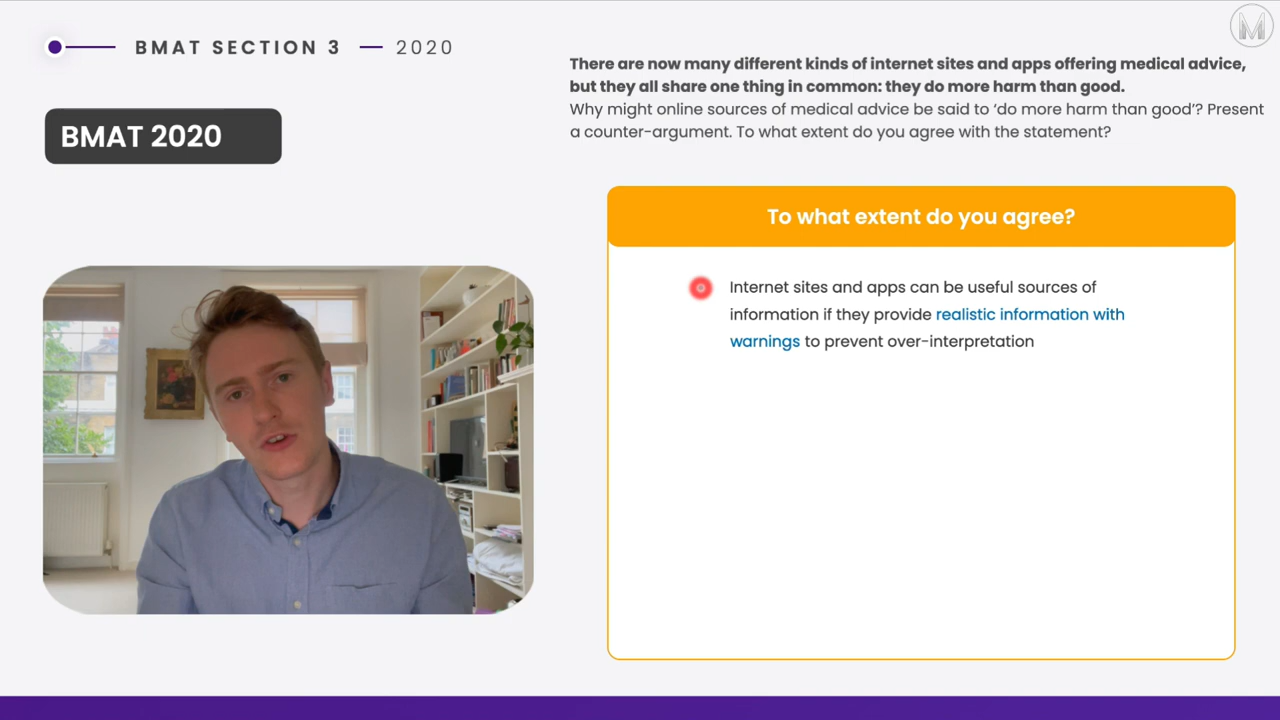 BMAT SECTION 3 — 2020
M
There are now many different kinds of internet sites and apps offering medical advice,
but they all share one thing in common: they do more harm than good.
Why might online sources of medical advice be said to ‘do more harm than good’? Present
a counter-argument. To what extent do you agree with the statement?
BMAT 2020
To what extent do you agree?
Internet sites and apps can be useful sources of
information if they provide realistic information with
warnings to prevent over-interpretation